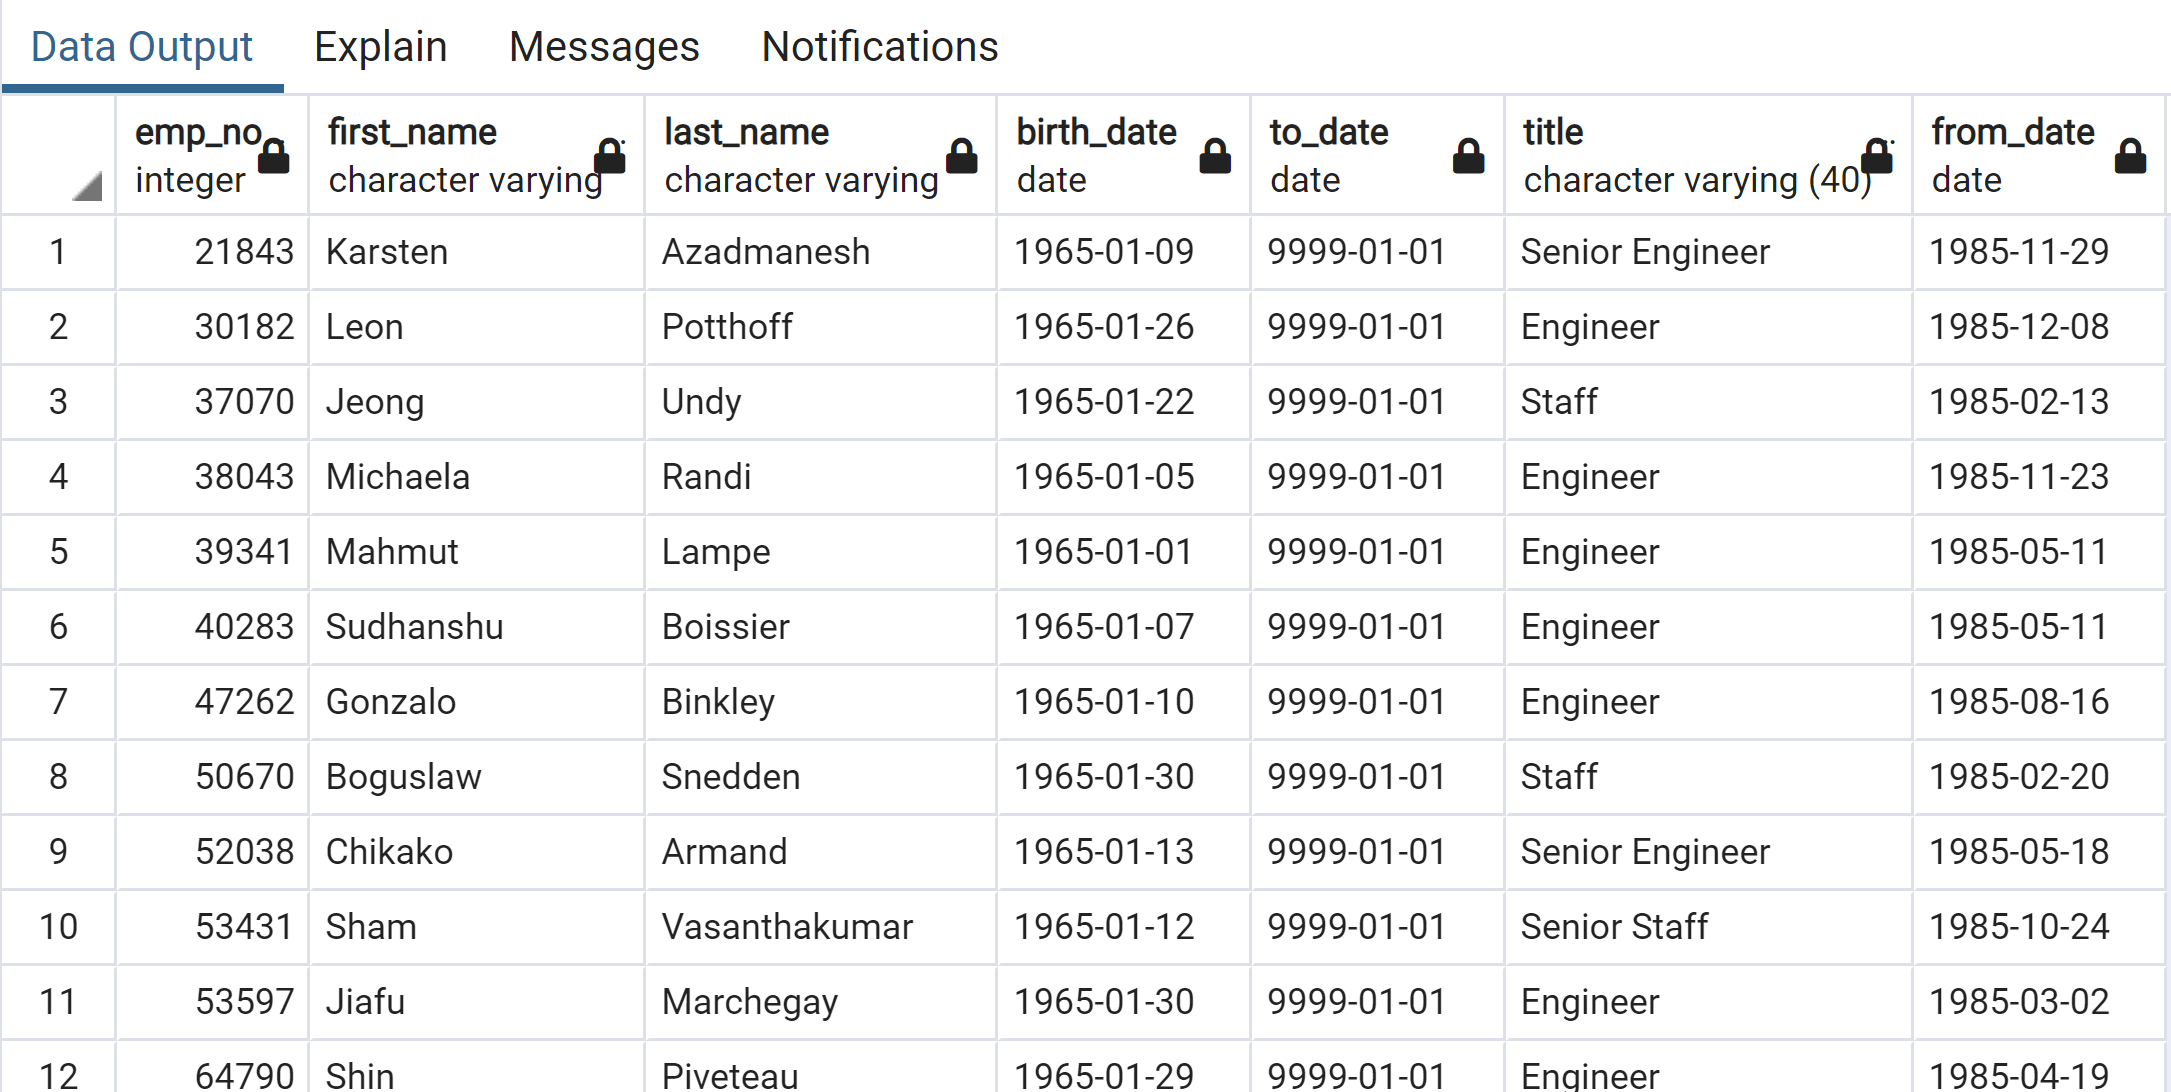 Data Output Explain Messages Notifications
emp_no first_name last_name birth_date to_date title from_date
integer character varying character varying date date character varying (40) date
1 21843 Karsten Azadmanesh 1965-01-09 9999-01-01 Senior Engineer 1985-11-29
2 30182 Leon Potthoff 1965-01-26 9999-01-01 Engineer 1985-12-08
3 37070 Jeong Undy 1965-01-22 9999-01-01 Staff 1985-02-13
4 38043 Michaela Randi 1965-01-05 9999-01-01 Engineer 1985-11-23
5 39341 Mahmut Lampe 1965-01-01 9999-01-01 Engineer 1985-05-11
6 40283 Sudhanshu Boissier 1965-01-07 9999-01-01 Engineer 1985-05-11
7 47262 Gonzalo Binkley 1965-01-10 9999-01-01 Engineer 1985-08-16
8 50670 Boguslaw Snedden 1965-01-30 9999-01-01 Staff 1985-02-20
9 52038 Chikako Armand 1965-01-13 9999-01-01 Senior Engineer 1985-05-18
10 53431 Sham Vasanthakumar 1965-01-12 9999-01-01 Senior Staff 1985-10-24
11 53597 Jiafu Marchegay 1965-01-30 9999-01-01 Engineer 1985-03-02
12 64790 Shin Piveteau 1965-01-29 9999-01-01 Engineer 1985-04-19